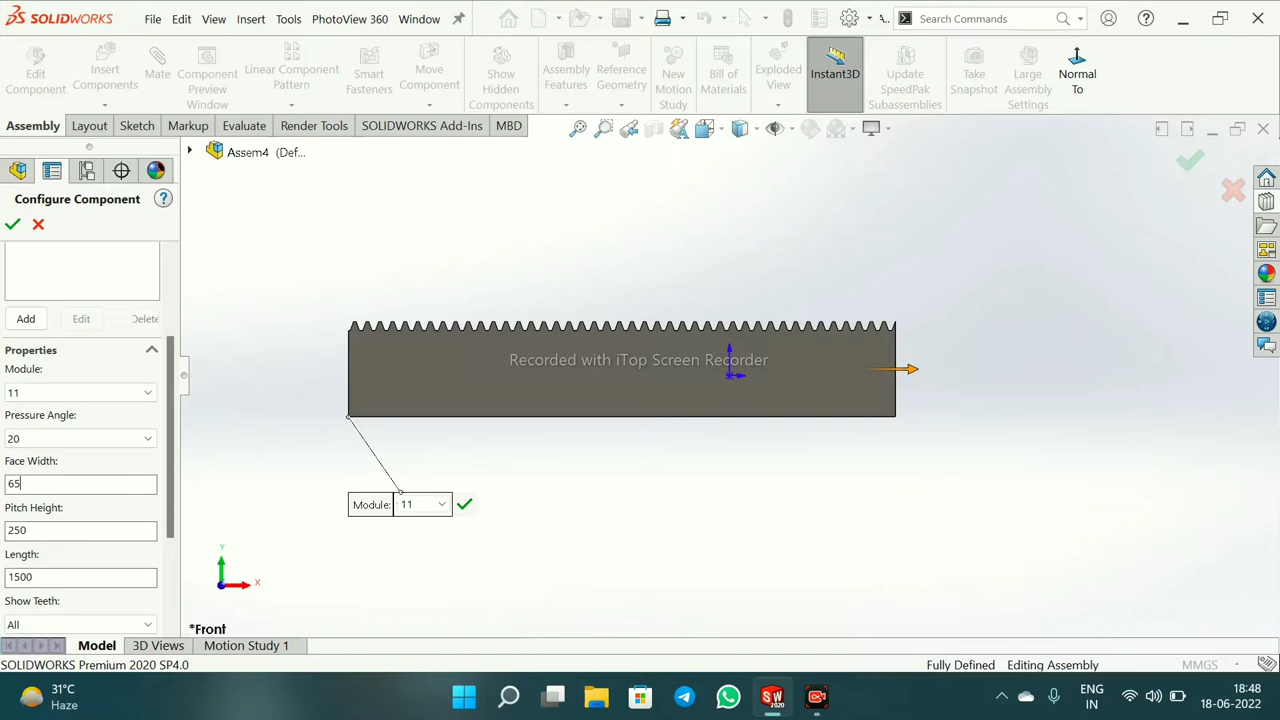 SOLIDWORKS File Edit View Insert Tools PhotoView 360 Window A... Search Commands
Edit Component
Insert Components
Mate
Component Preview Window
Linear Component Pattern
Smart Fasteners
Move Component
Show Hidden Components
Assembly Features
Reference Geometry
New Motion Study
Bill of Materials
Exploded View
Instant3D
Update SpeedPak Subassemblies
Take Snapshot
Large Assembly Settings
Normal To
Assembly Layout Sketch Markup Evaluate Render Tools SOLIDWORKS Add-Ins MBD
Assem4 (Def...
Configure Component
Add Edit Delete
Properties
Module:
11
Pressure Angle:
20
Face Width:
65
Pitch Height:
250
Length:
1500
Show Teeth:
All
Recorded with iTop Screen Recorder
Module: 11
Y
X
*Front
Model 3D Views Motion Study 1
SOLIDWORKS Premium 2020 SP4.0 Fully Defined Editing Assembly MMGS
31°C
Haze
SW
2020
ENG
IN
18:48
18-06-2022